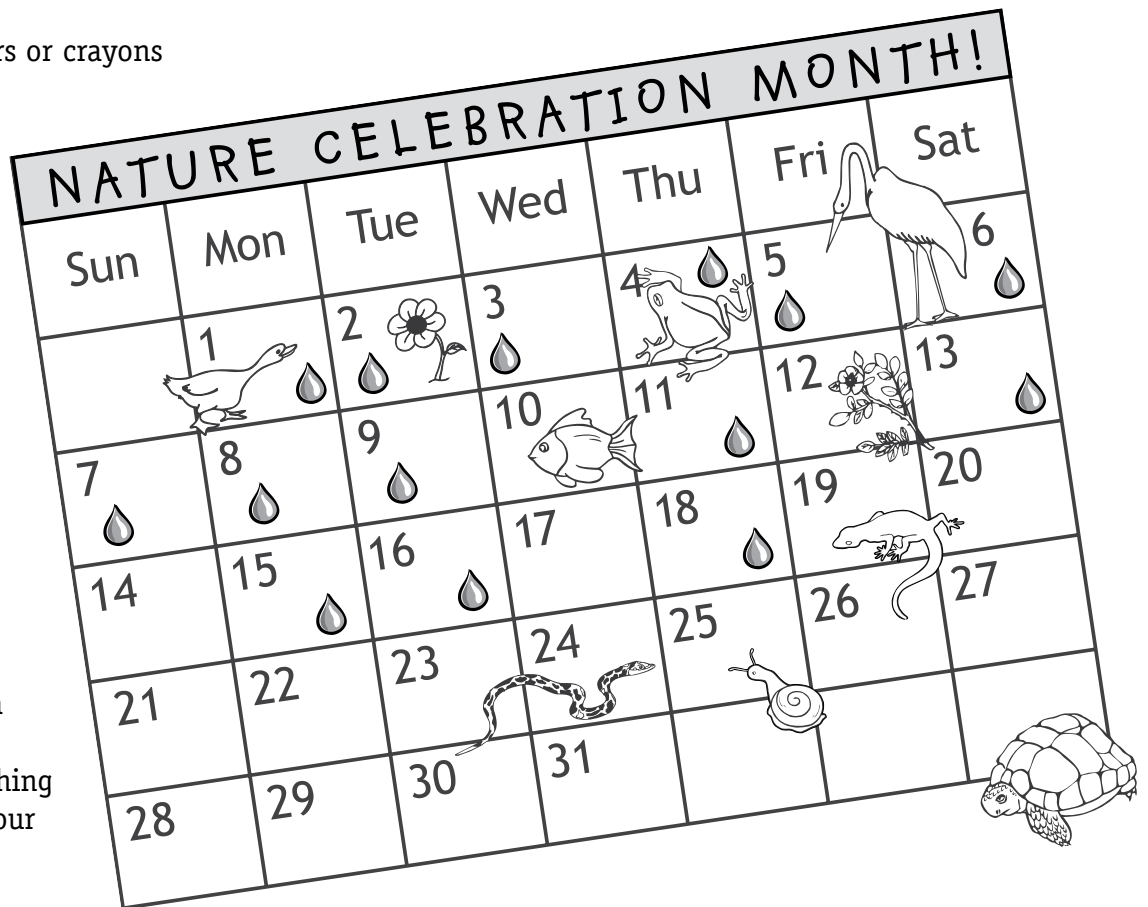 rs or crayons
NATURE CELEBRATION MONTH!
Sun Mon Tue Wed Thu Fri Sat
1 2 3 4 5 6
7 8 9 10 11 12 13
14 15 16 17 18 19 20
21 22 23 24 25 26 27
28 29 30 31
hing
our